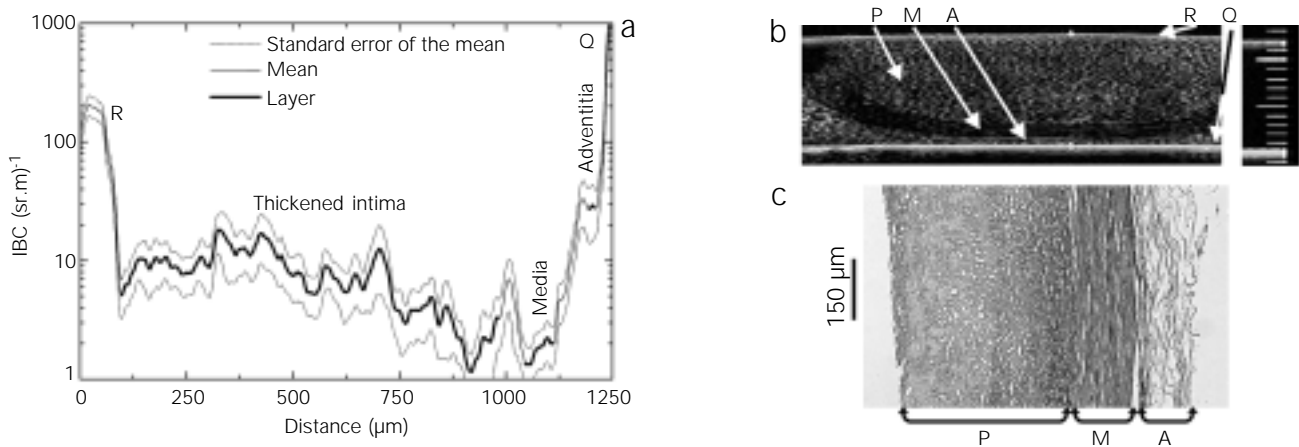 a
1000
100
10
1
IBC (sr.m)⁻¹
Standard error of the mean
Mean
Layer
R
Thickened intima
Media
Adventitia
Q
0
250
500
750
1000
1250
Distance (µm)
b
P M A R Q
c
150 µm
P M A